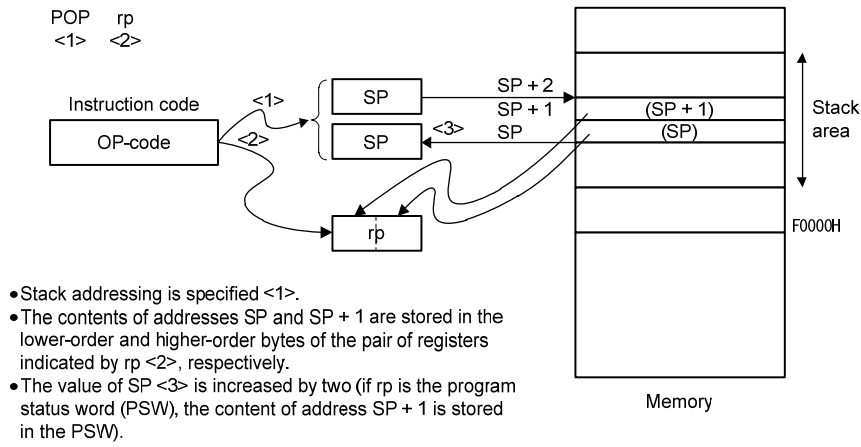 POP rp
<1> <2>
Instruction code
OP-code
<1>
<2>
SP
SP
<3>
SP + 2
SP + 1
SP
(SP + 1)
(SP)
Stack
area
rp
F0000H
Memory
•Stack addressing is specified <1>.
•The contents of addresses SP and SP + 1 are stored in the
lower-order and higher-order bytes of the pair of registers
indicated by rp <2>, respectively.
•The value of SP <3> is increased by two (if rp is the program
status word (PSW), the content of address SP + 1 is stored
in the PSW).